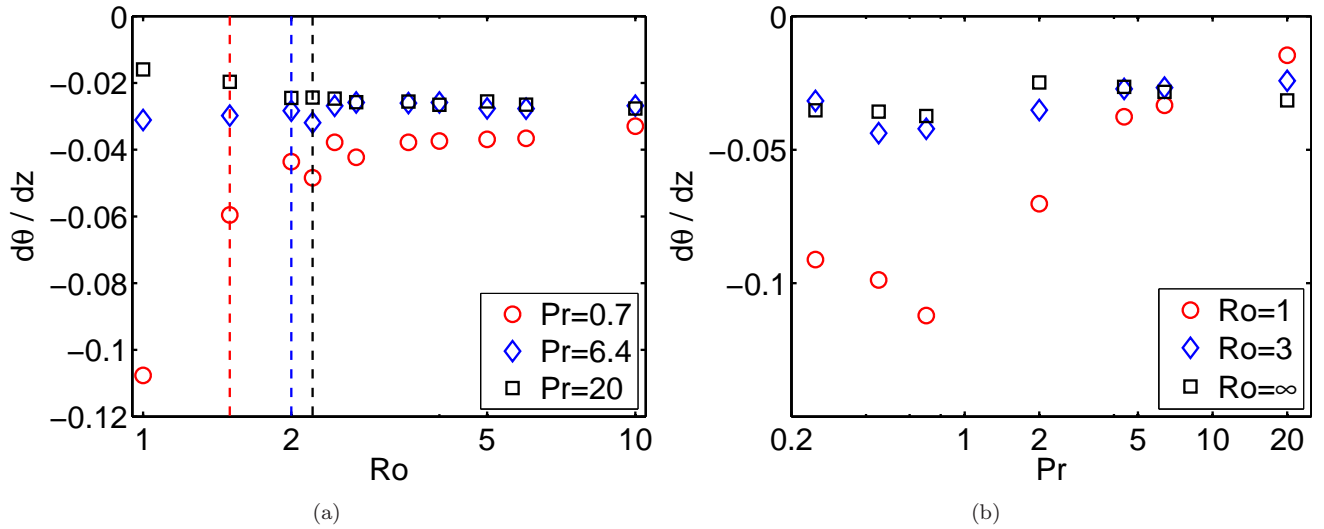 0
−0.02
−0.04
−0.06
−0.08
−0.1
−0.12
dθ / dz
1
2
5
10
Ro
Pr=0.7
Pr=6.4
Pr=20
(a)
0
−0.05
−0.1
dθ / dz
0.2
1
2
5
10
20
Pr
Ro=1
Ro=3
Ro=∞
(b)